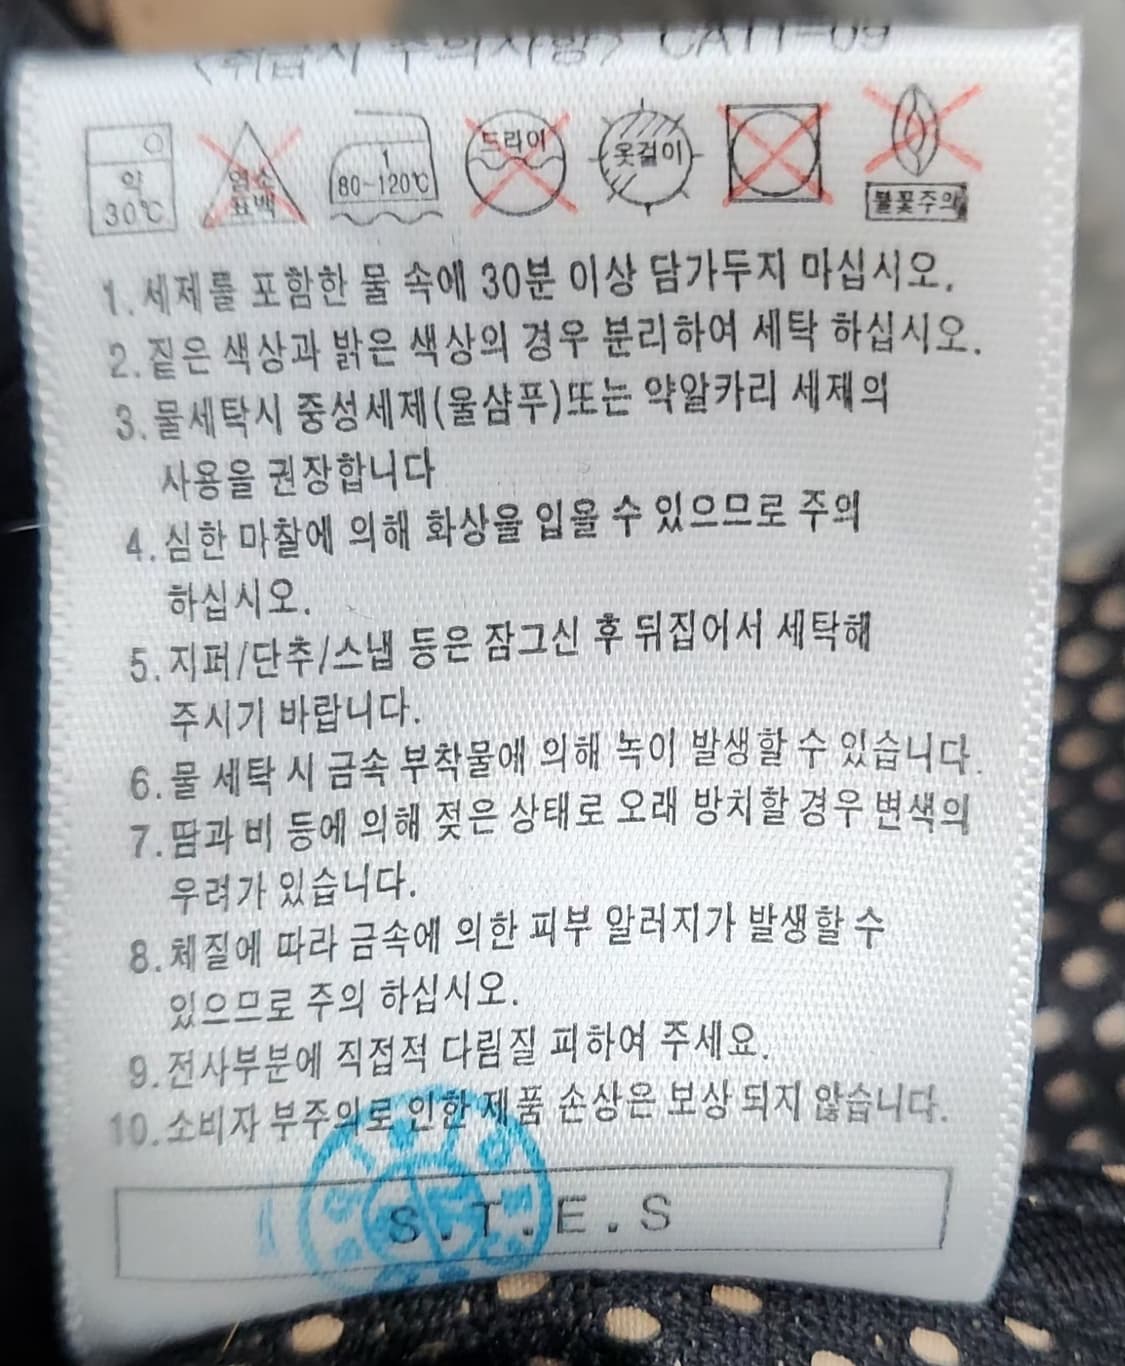 <취급시 주의사항> CA11-09
약 30℃
염소 표백
1 80~120℃
드라이
옷걸이
불꽃주의
1. 세제를 포함한 물 속에 30분 이상 담가두지 마십시오.
2. 짙은 색상과 밝은 색상의 경우 분리하여 세탁 하십시오.
3. 물세탁시 중성세제(울샴푸)또는 약알카리 세제의
사용을 권장합니다
4. 심한 마찰에 의해 화상을 입을 수 있으므로 주의
하십시오.
5. 지퍼/단추/스냅 등은 잠그신 후 뒤집어서 세탁해
주시기 바랍니다.
6. 물 세탁 시 금속 부착물에 의해 녹이 발생할 수 있습니다.
7. 땀과 비 등에 의해 젖은 상태로 오래 방치할 경우 변색의
우려가 있습니다.
8. 체질에 따라 금속에 의한 피부 알러지가 발생할 수
있으므로 주의 하십시오.
9. 전사부분에 직접적 다림질 피하여 주세요.
10. 소비자 부주의로 인한 제품 손상은 보상 되지 않습니다.
S.T.E.S